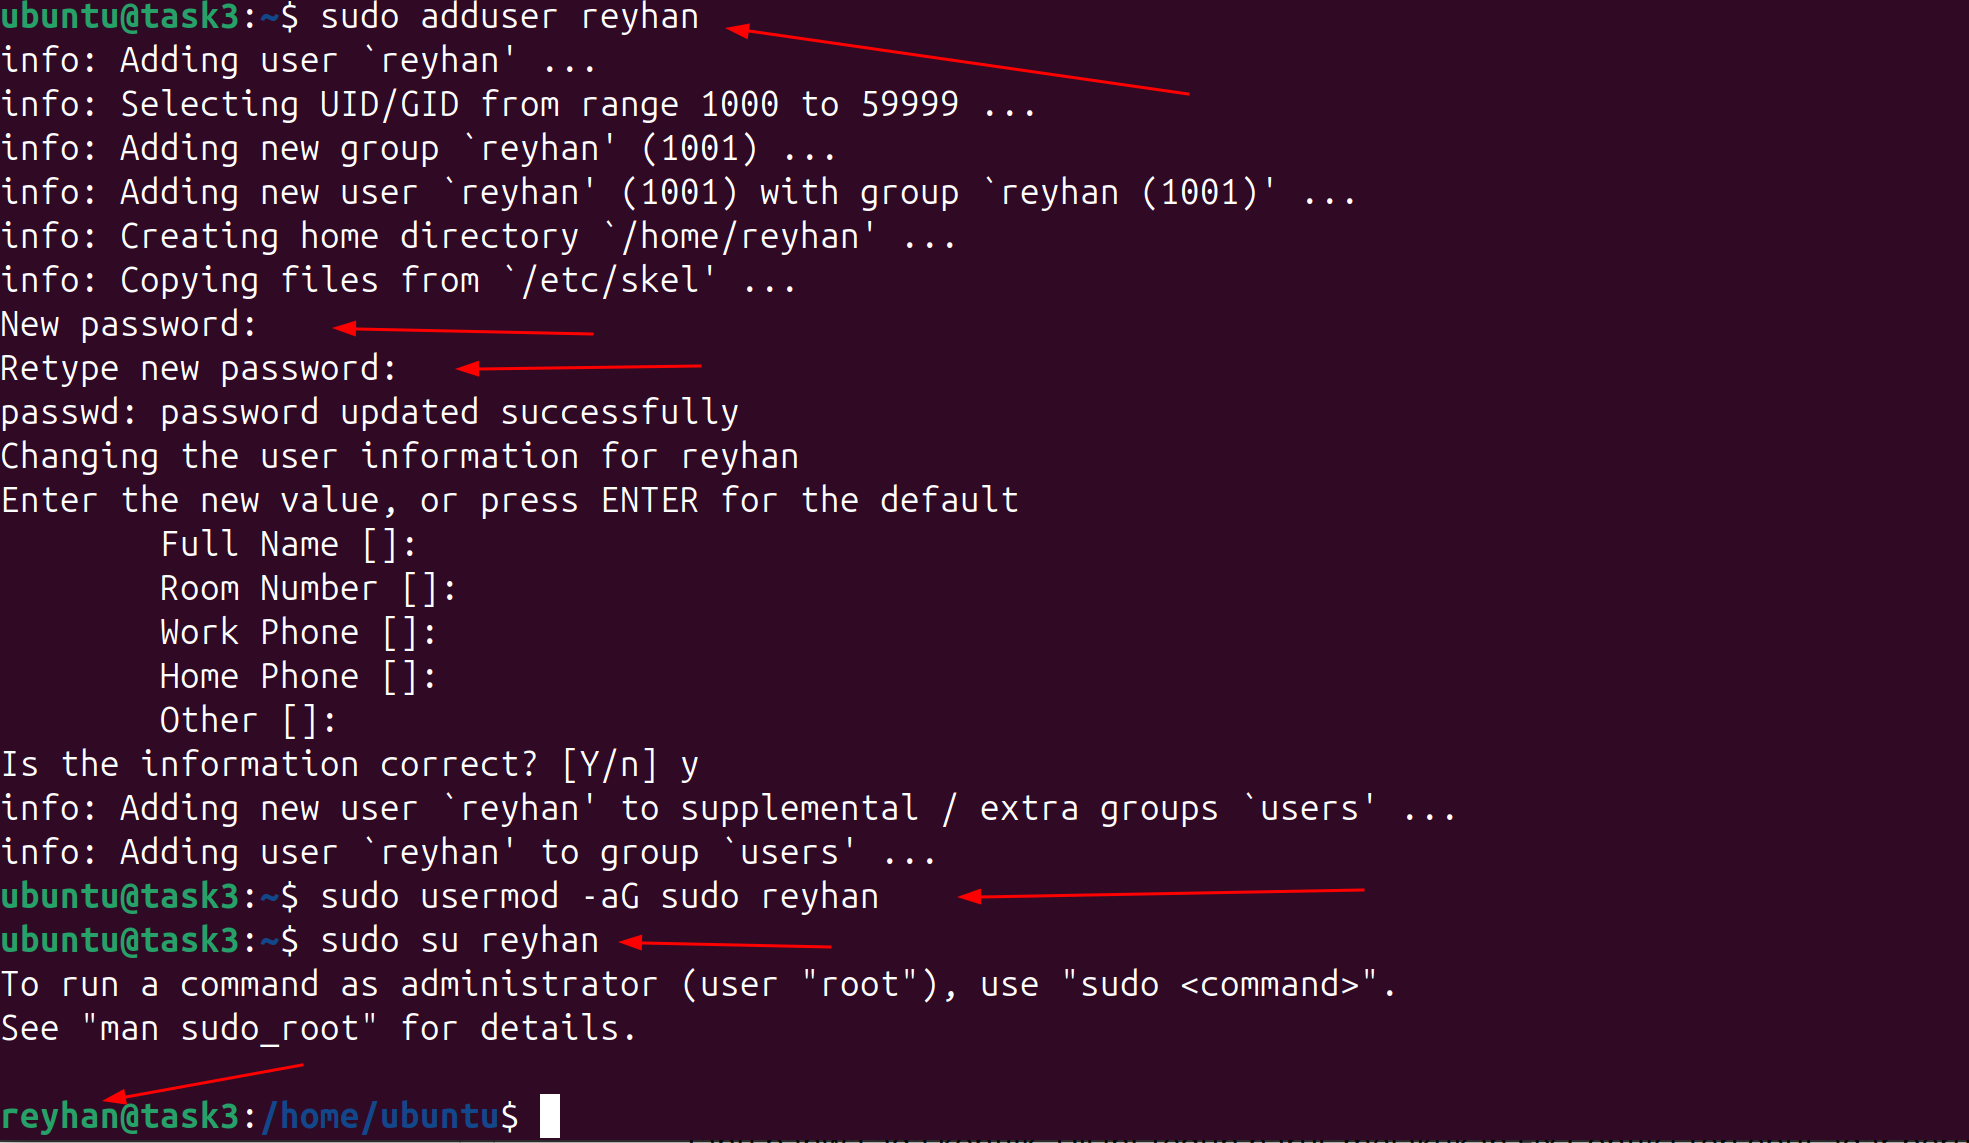 ubuntu@task3:~$ sudo adduser reyhan
info: Adding user `reyhan' ...
info: Selecting UID/GID from range 1000 to 59999 ...
info: Adding new group `reyhan' (1001) ...
info: Adding new user `reyhan' (1001) with group `reyhan (1001)' ...
info: Creating home directory `/home/reyhan' ...
info: Copying files from `/etc/skel' ...
New password:
Retype new password:
passwd: password updated successfully
Changing the user information for reyhan
Enter the new value, or press ENTER for the default
        Full Name []:
        Room Number []:
        Work Phone []:
        Home Phone []:
        Other []:
Is the information correct? [Y/n] y
info: Adding new user `reyhan' to supplemental / extra groups `users' ...
info: Adding user `reyhan' to group `users' ...
ubuntu@task3:~$ sudo usermod -aG sudo reyhan
ubuntu@task3:~$ sudo su reyhan
To run a command as administrator (user "root"), use "sudo <command>".
See "man sudo_root" for details.
reyhan@task3:/home/ubuntu$